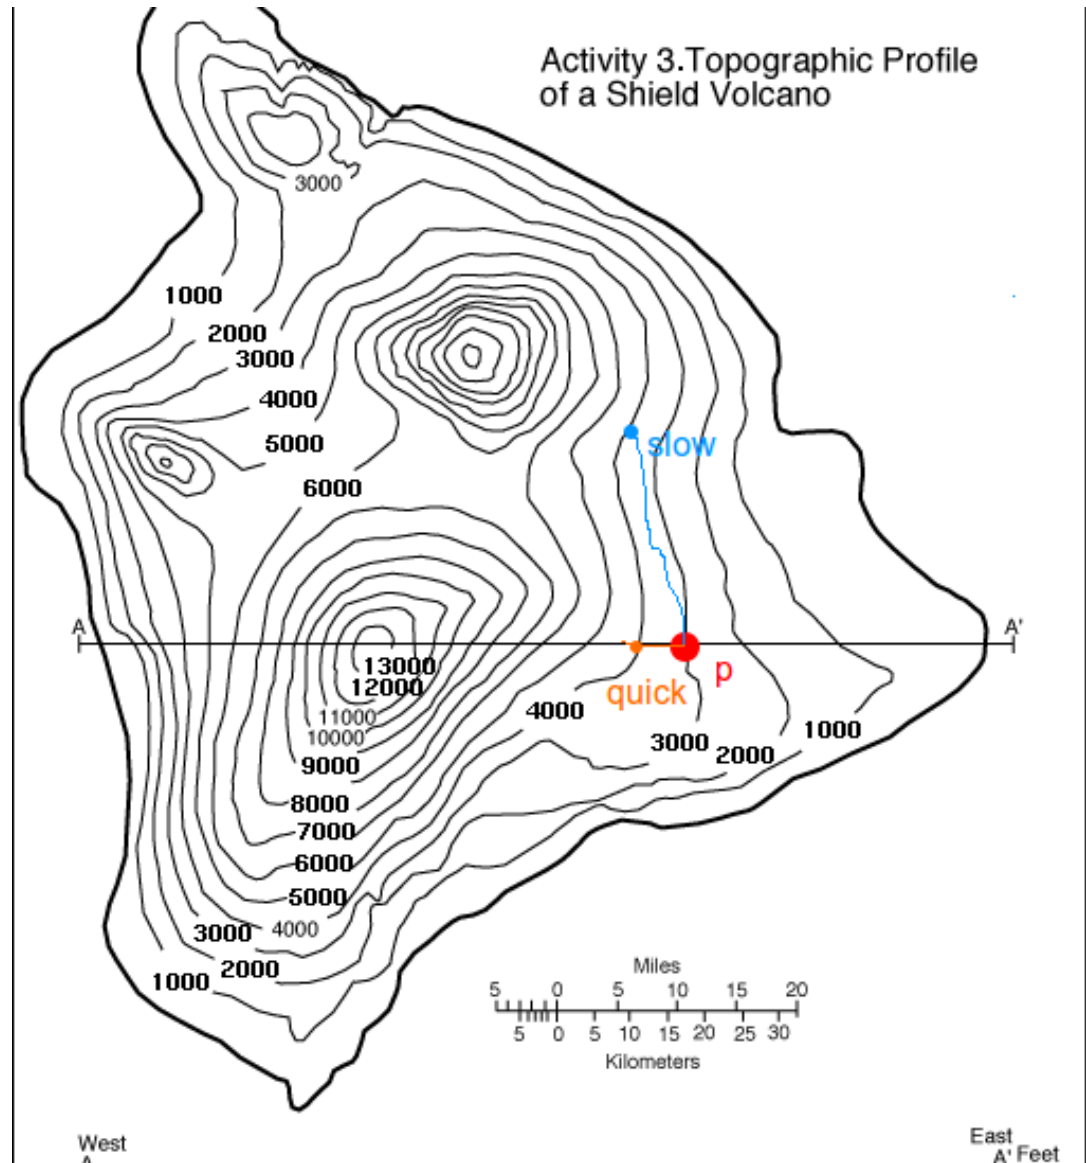 Activity 3.Topographic Profile
of a Shield Volcano
3000
1000
2000
3000
4000
5000
6000
slow
A
A'
13000
12000
11000
10000
9000
8000
7000
6000
5000
4000
3000
2000
1000
quick
p
4000
3000
2000
1000
Miles
5 0 5 10 15 20
5 0 5 10 15 20 25 30
Kilometers
West
A
East
A' Feet